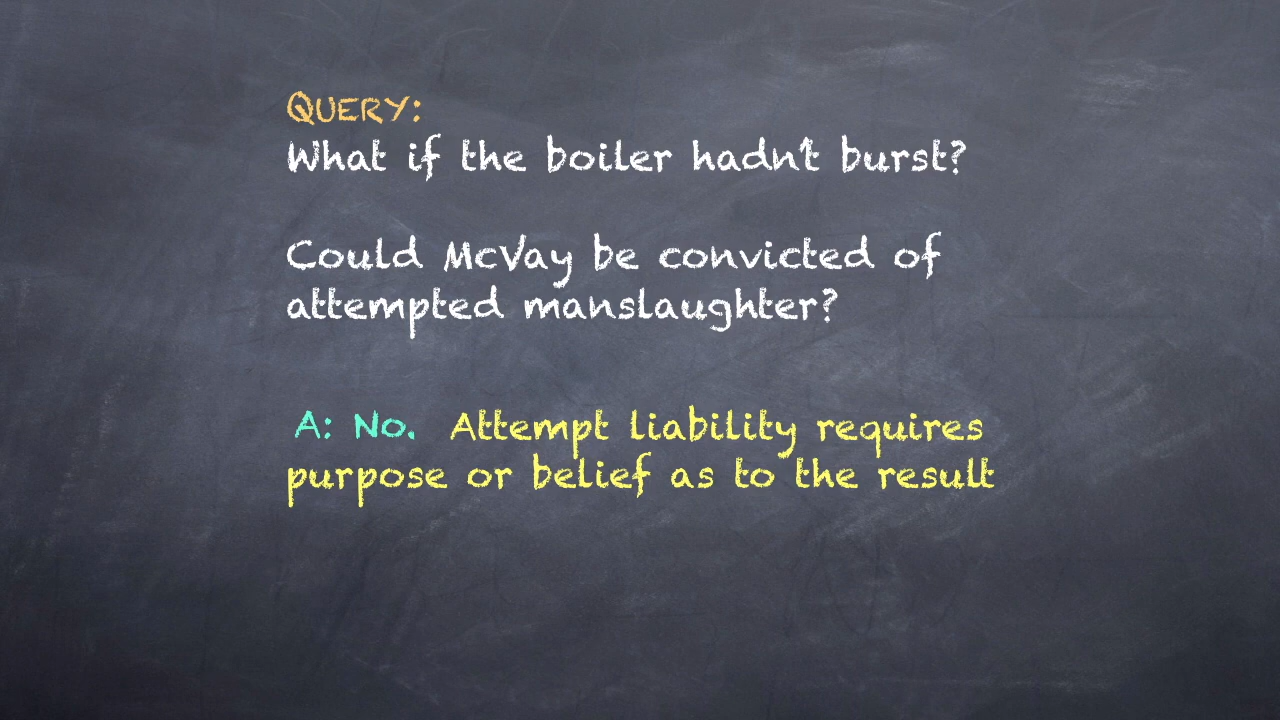 QUERY:
What if the boiler hadn't burst?
Could McVay be convicted of
attempted manslaughter?
A: No. Attempt liability requires
purpose or belief as to the result